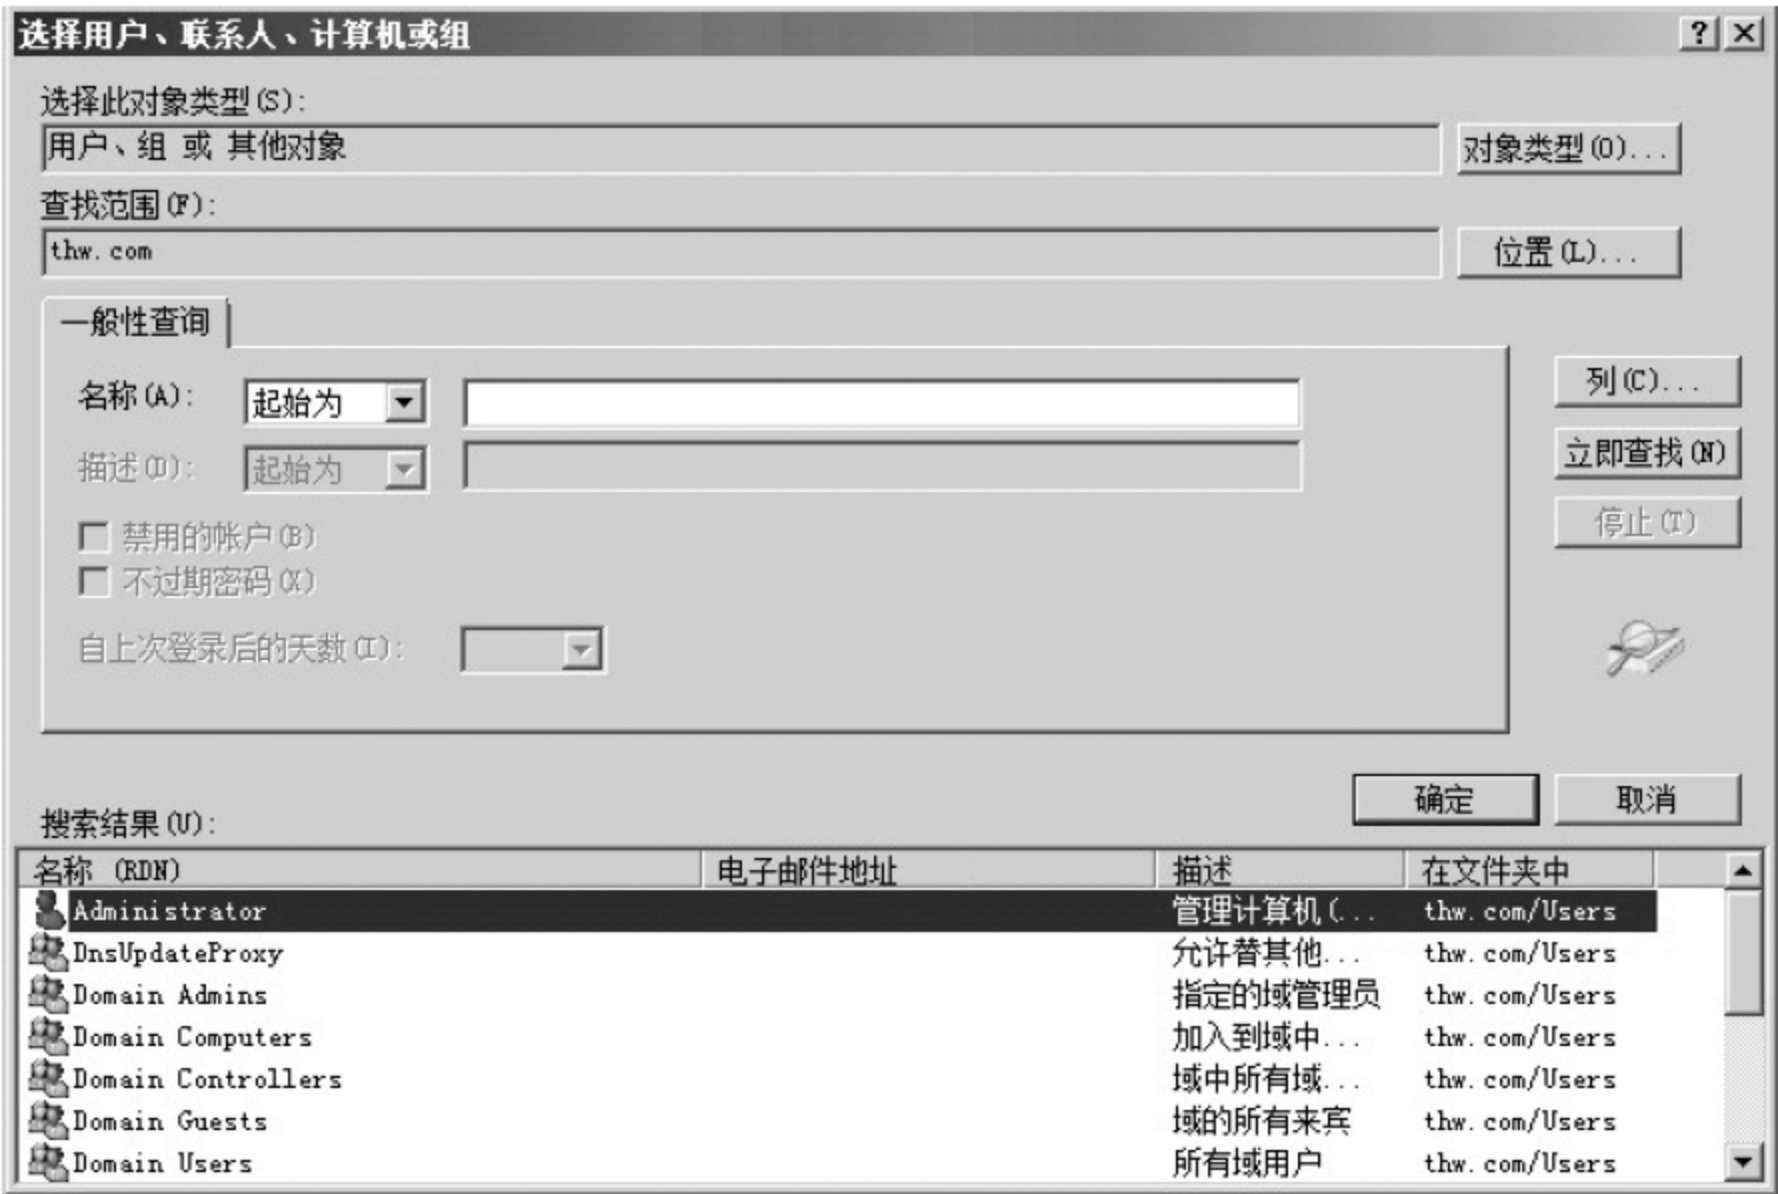 选择用户、联系人、计算机或组
选择此对象类型(S):
用户、组 或 其他对象
对象类型(O)...
查找范围(F):
thw.com
位置(L)...
一般性查询
名称(A): 起始为
列(C)...
描述(D): 起始为
立即查找(N)
禁用的帐户(B)
停止(T)
不过期密码(X)
自上次登录后的天数(I):
确定 取消
搜索结果(U):
名称 (RDN) 电子邮件地址 描述 在文件夹中
Administrator 管理计算机(... thw.com/Users
DnsUpdateProxy 允许替其他... thw.com/Users
Domain Admins 指定的域管理员 thw.com/Users
Domain Computers 加入到域中... thw.com/Users
Domain Controllers 域中所有域... thw.com/Users
Domain Guests 域的所有来宾 thw.com/Users
Domain Users 所有域用户 thw.com/Users